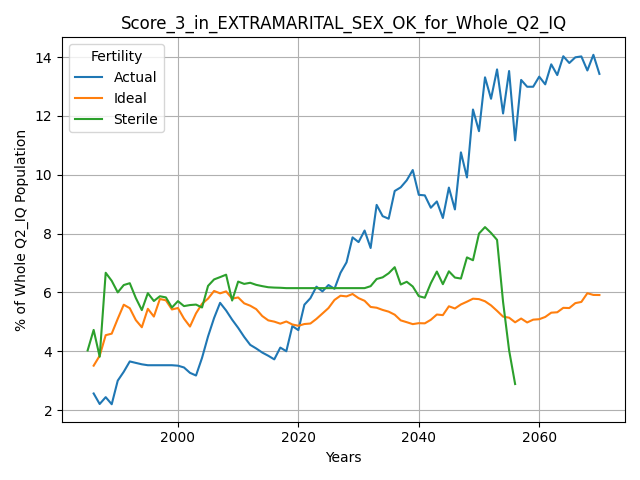 Score_3_in_EXTRAMARITAL_SEX_OK_for_Whole_Q2_IQ
Fertility
Actual
Ideal
Sterile
% of Whole Q2_IQ Population
14
12
10
8
6
4
2
2000
2020
2040
2060
Years